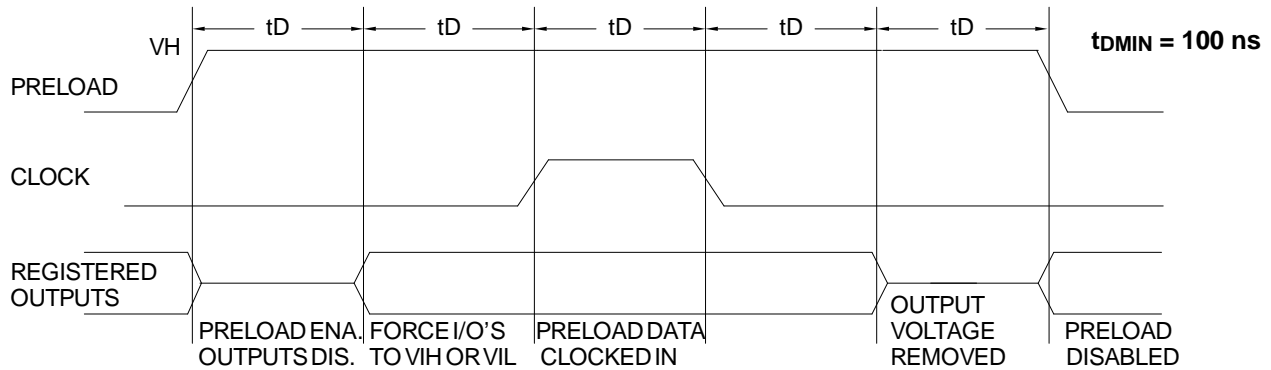 tD tD tD tD tD
VH
tDMIN = 100 ns
PRELOAD
CLOCK
REGISTERED
OUTPUTS
PRELOAD ENA.
OUTPUTS DIS.
FORCE I/O'S
TO VIH OR VIL
PRELOAD DATA
CLOCKED IN
OUTPUT
VOLTAGE
REMOVED
PRELOAD
DISABLED